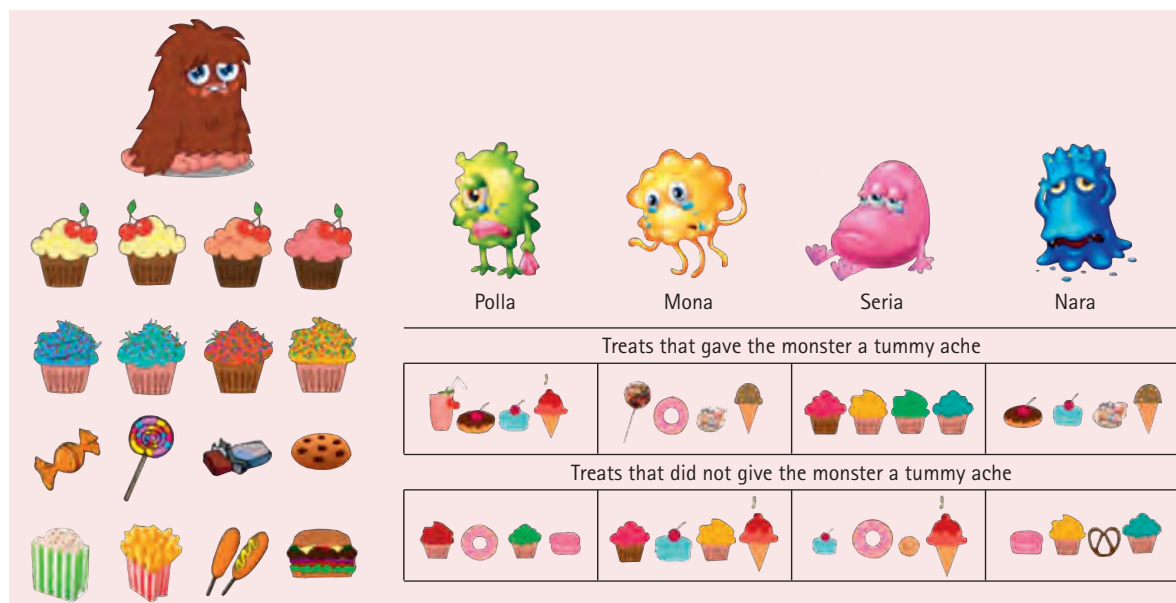 Polla
Mona
Seria
Nara
Treats that gave the monster a tummy ache
Treats that did not give the monster a tummy ache